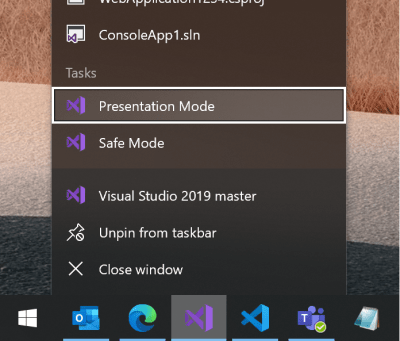 WebApplication1234.csproj
ConsoleApp1.sln
Tasks
Presentation Mode
Safe Mode
Visual Studio 2019 master
Unpin from taskbar
Close window